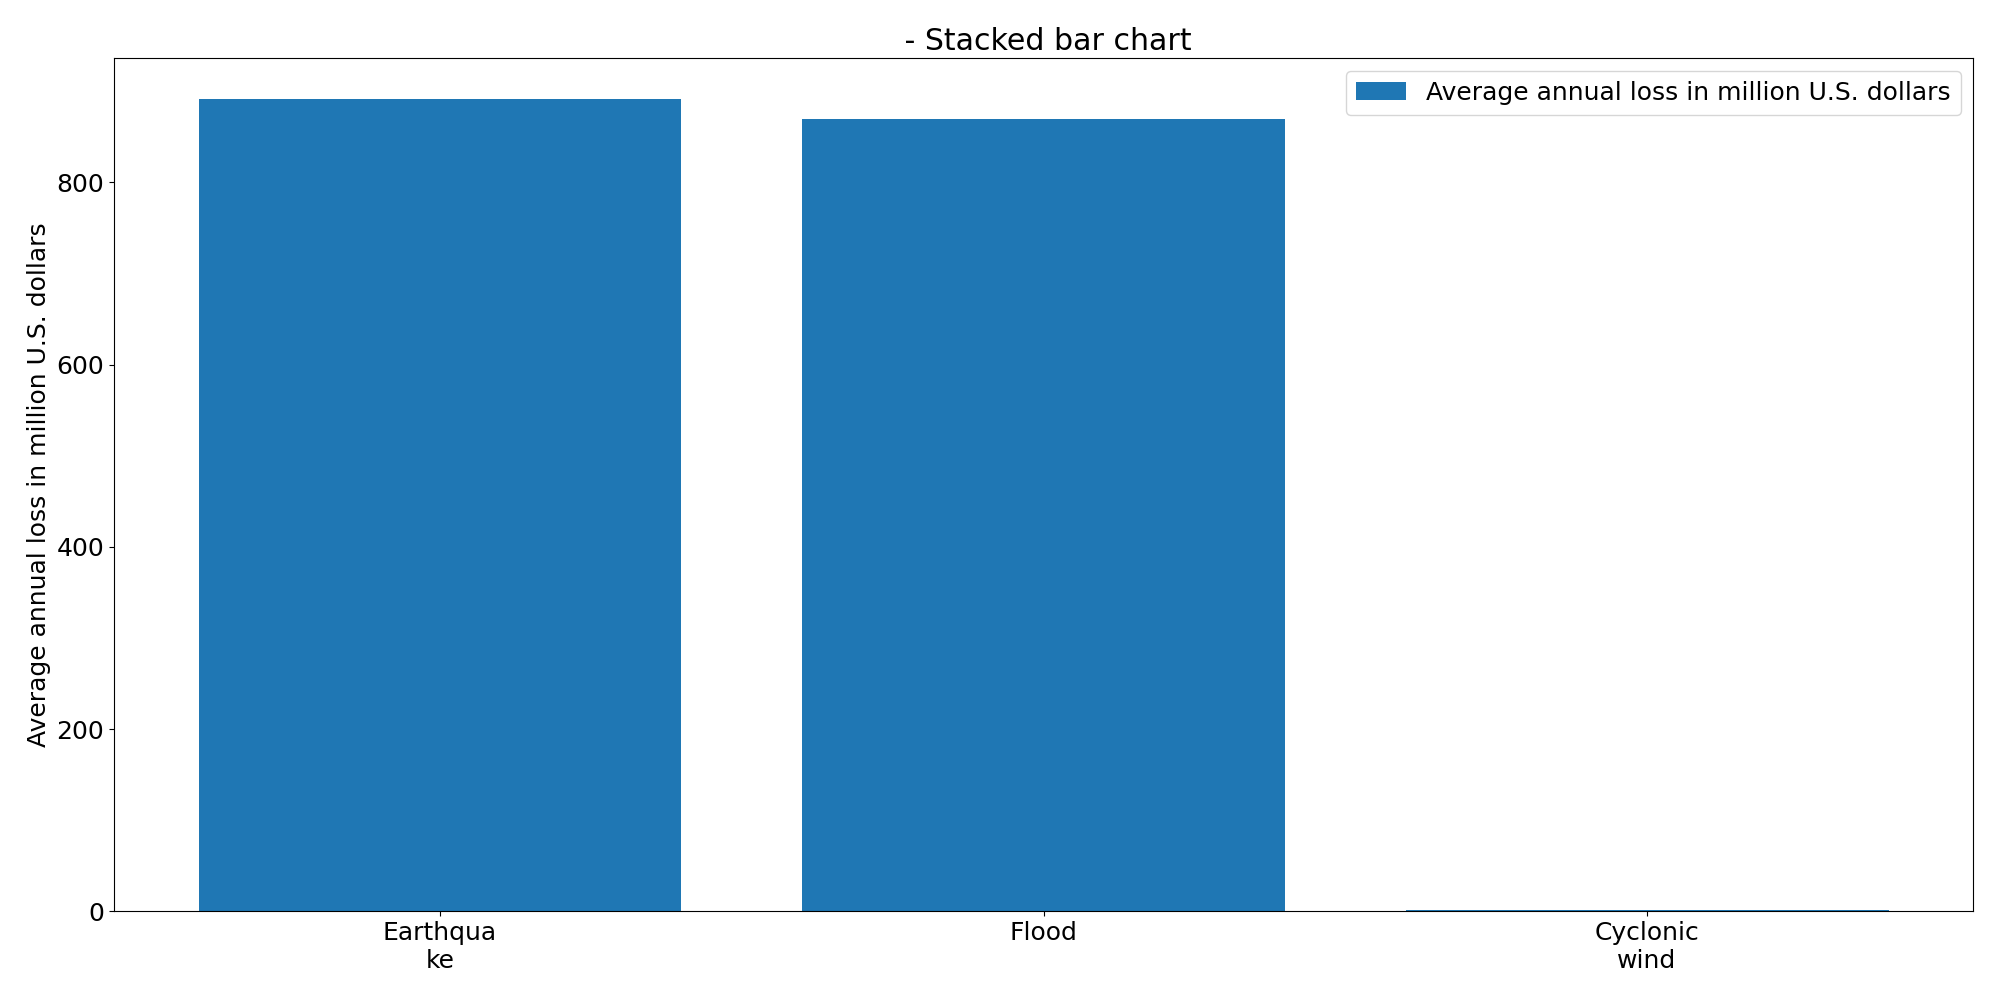 - Stacked bar chart
Average annual loss in million U.S. dollars
Average annual loss in million U.S. dollars
800
600
400
200
0
Earthqua
ke
Flood
Cyclonic
wind